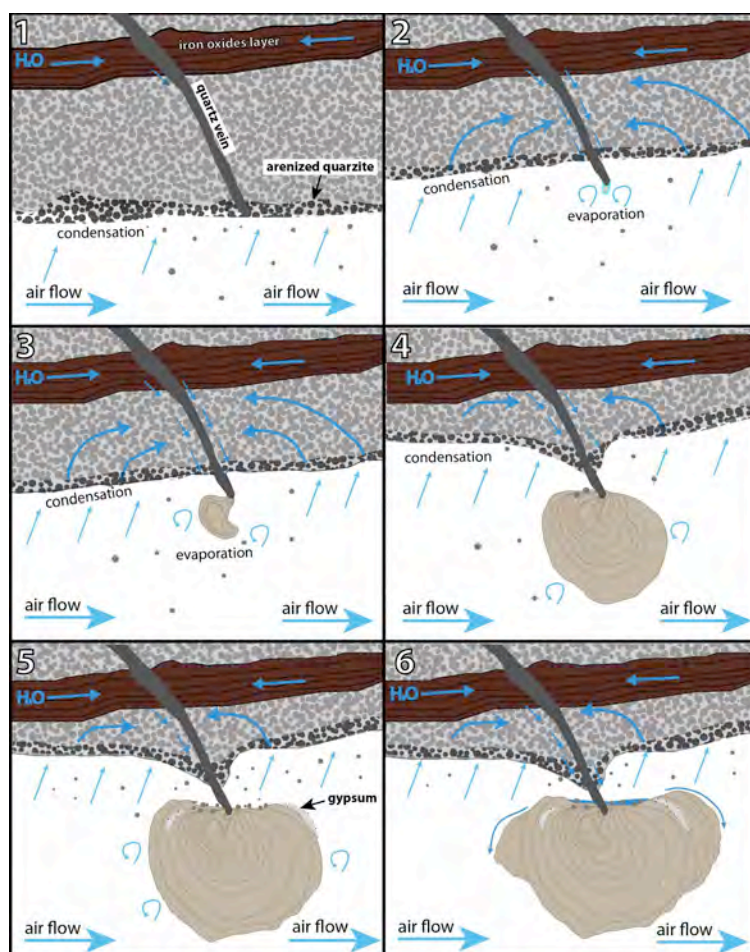 1
iron oxides layer
H2O
quartz vein
arenized quarzite
condensation
air flow
air flow
2
H2O
condensation
evaporation
air flow
air flow
3
H2O
condensation
evaporation
air flow
air flow
4
H2O
condensation
air flow
air flow
5
H2O
gypsum
air flow
air flow
6
H2O
air flow
air flow